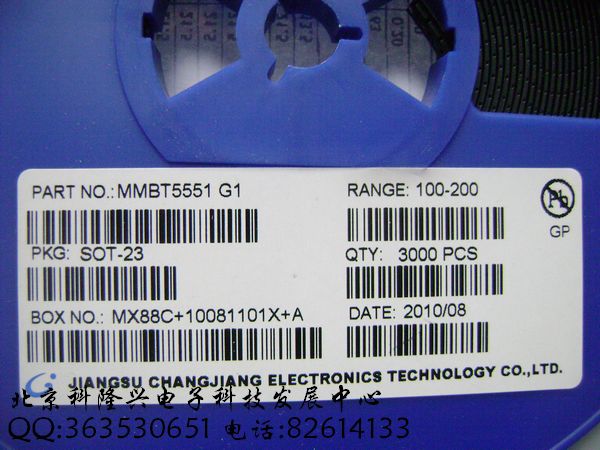 PART NO.:MMBT5551 G1
RANGE: 100-200
Pb
GP
PKG: SOT-23
QTY: 3000 PCS
BOX NO.: MX88C+10081101X+A
DATE: 2010/08
JIANGSU CHANGJIANG ELECTRONICS TECHNOLOGY CO.,LTD.
北京科隆兴电子科技发展中心
QQ:363530651 电话:82614133